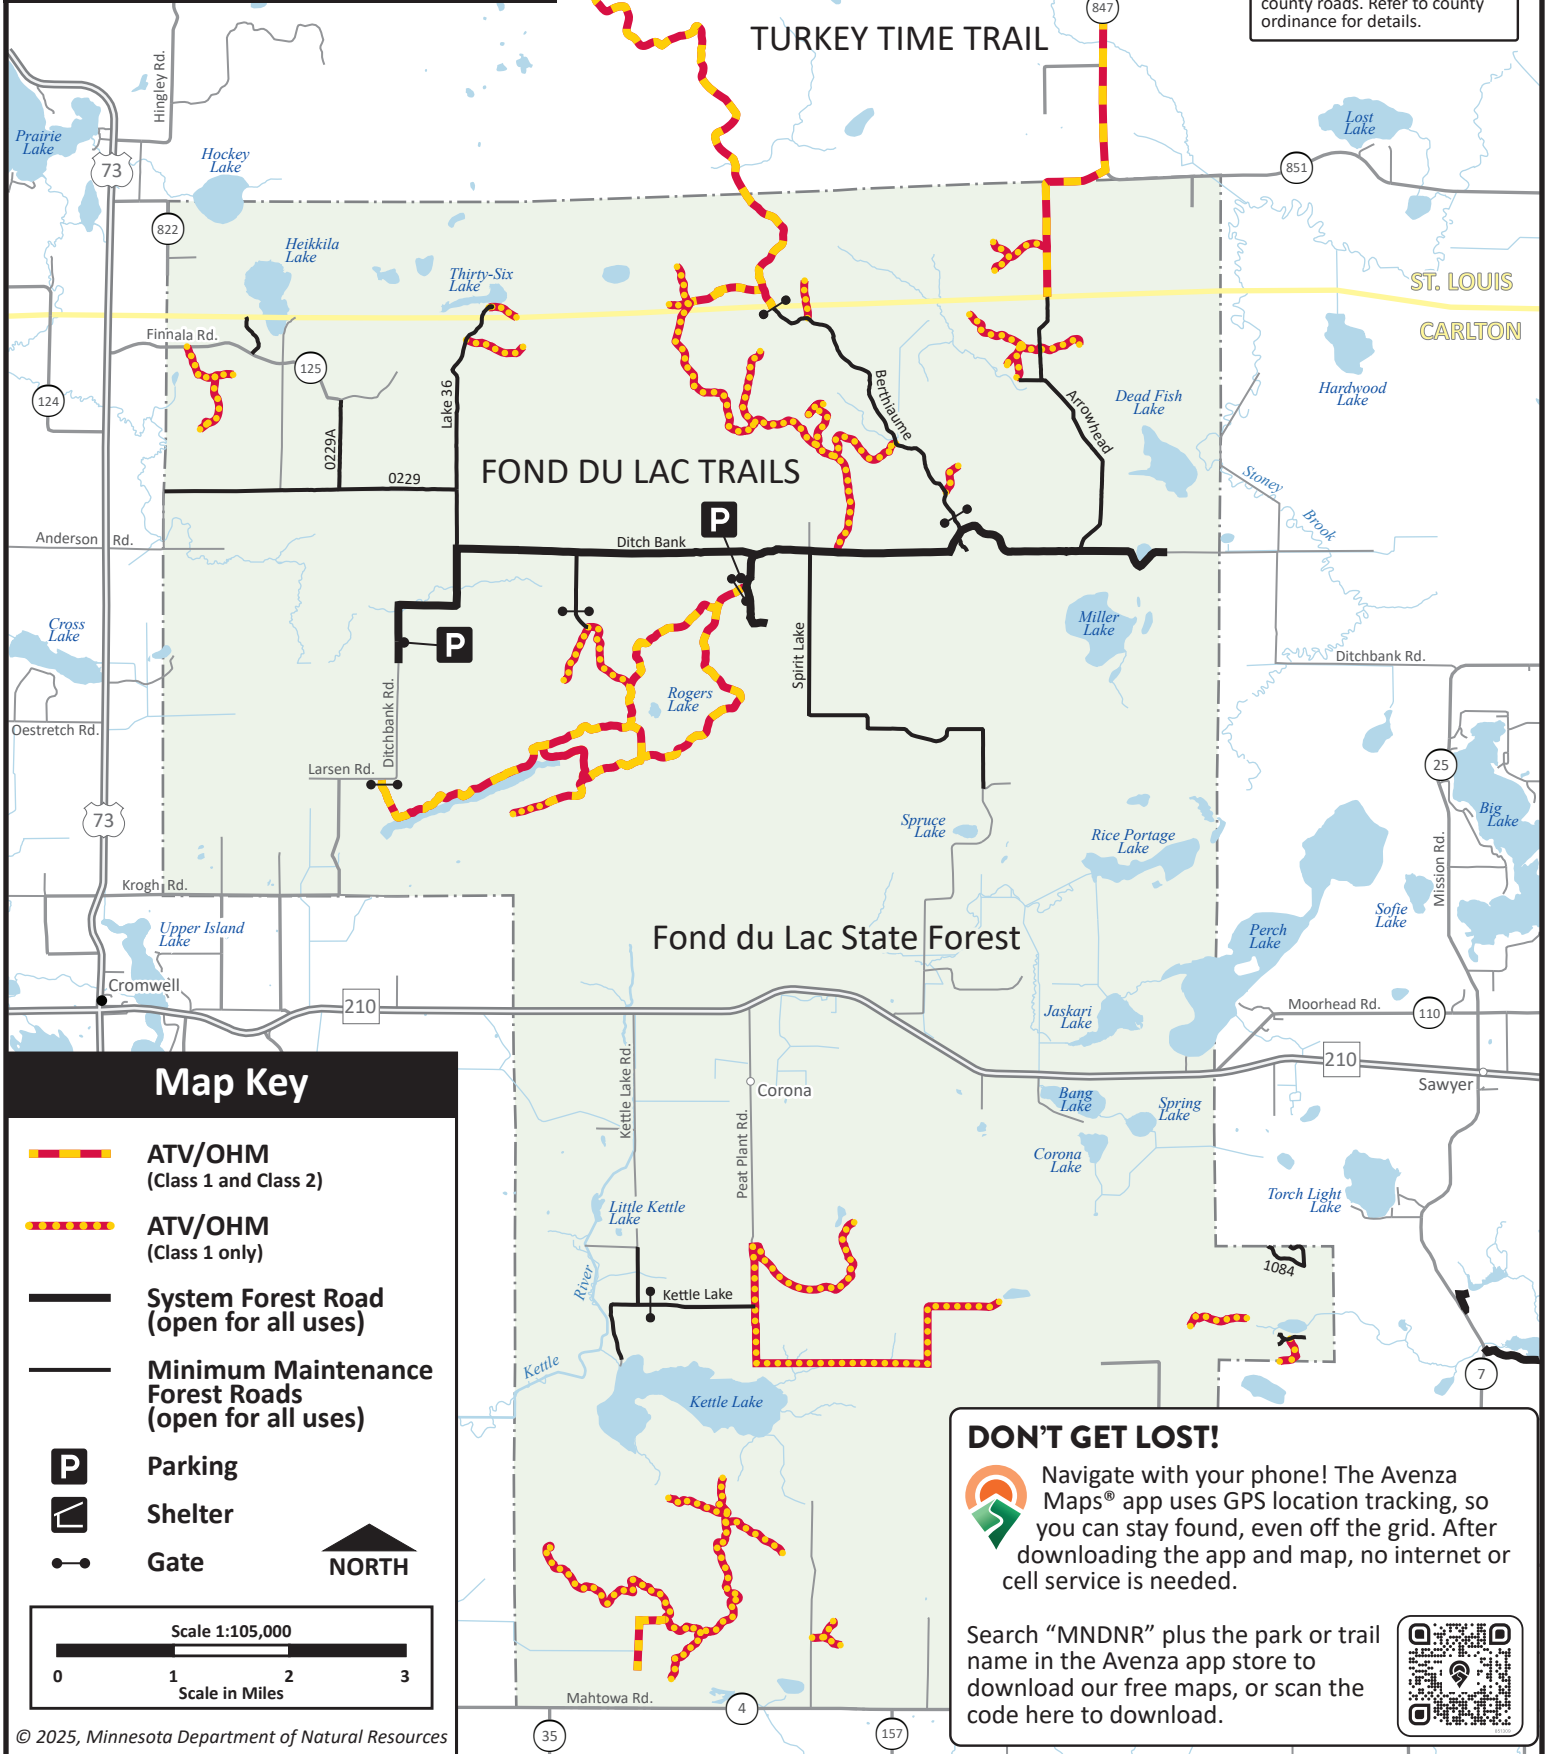 county roads. Refer to county
ordinance for details.
847
TURKEY TIME TRAIL
Hingley Rd.
Prairie
Lake
73
Hockey
Lake
Lost
Lake
851
822
Heikkila
Lake
Thirty-Six
Lake
ST. LOUIS
CARLTON
Finnala Rd.
125
124
Lake 36
0229A
0229
Berthiaume
Arrowhead
Dead Fish
Lake
Hardwood
Lake
FOND DU LAC TRAILS
Stoney
Brook
P
Anderson Rd.
Ditch Bank
Cross
Lake
P
Spirit Lake
Miller
Lake
Ditchbank Rd.
Rogers
Lake
Oestretch Rd.
Ditchbank Rd.
Larsen Rd.
25
73
Spruce
Lake
Rice Portage
Lake
Big
Lake
Mission Rd.
Krogh Rd.
Upper Island
Lake
Fond du Lac State Forest
Perch
Lake
Sofie
Lake
Cromwell
210
Jaskari
Lake
Moorhead Rd.
110
210
Sawyer
Kettle Lake Rd.
Corona
Peat Plant Rd.
Bang
Lake
Spring
Lake
Corona
Lake
Torch Light
Lake
Little Kettle
Lake
River
Kettle
Kettle Lake
1084
7
Kettle Lake
Map Key
ATV/OHM
(Class 1 and Class 2)
ATV/OHM
(Class 1 only)
System Forest Road
(open for all uses)
Minimum Maintenance
Forest Roads
(open for all uses)
P
Parking
Shelter
Gate
NORTH
Scale 1:105,000
0 1 2 3
Scale in Miles
© 2025, Minnesota Department of Natural Resources
Mahtowa Rd.
4
35
157
DON'T GET LOST!
Navigate with your phone! The Avenza
Maps® app uses GPS location tracking, so
you can stay found, even off the grid. After
downloading the app and map, no internet or
cell service is needed.
Search “MNDNR” plus the park or trail
name in the Avenza app store to
download our free maps, or scan the
code here to download.